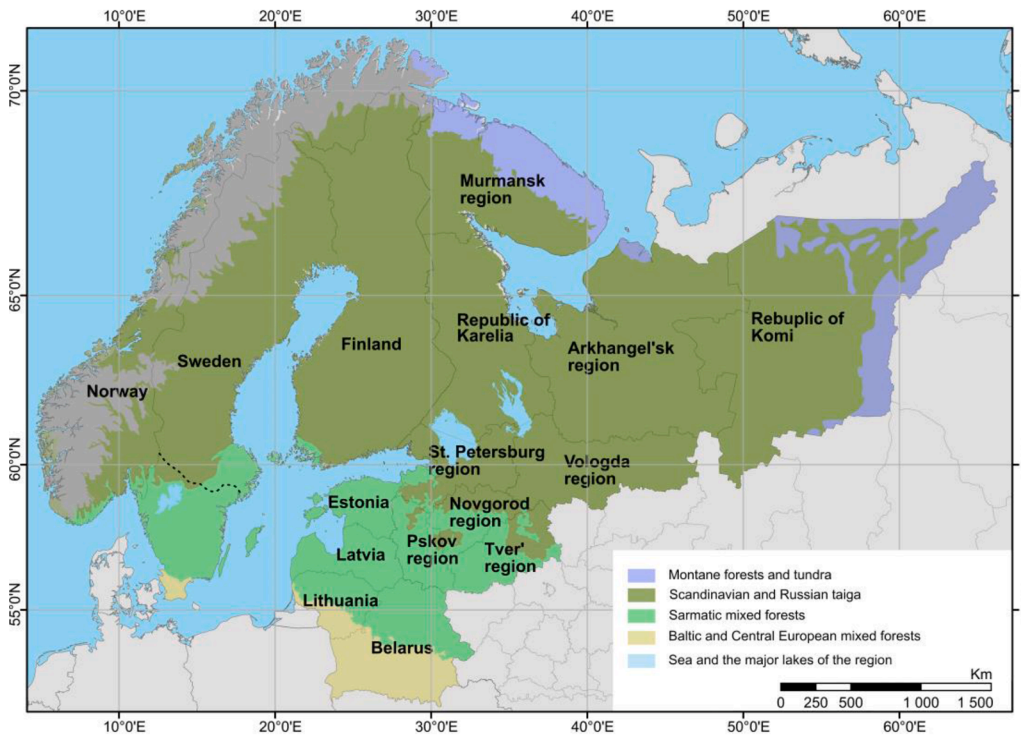 10°0'E 20°0'E 30°0'E 40°0'E 50°0'E 60°0'E
70°0'N
65°0'N
60°0'N
55°0'N
Murmansk
region
Republic of
Karelia
Rebuplic of
Komi
Finland
Arkhangel'sk
region
Sweden
Norway
St. Petersburg
region
Vologda
region
Estonia
Novgorod
region
Latvia
Pskov
region
Tver'
region
Lithuania
Belarus
Montane forests and tundra
Scandinavian and Russian taiga
Sarmatic mixed forests
Baltic and Central European mixed forests
Sea and the major lakes of the region
Km
0 250 500 1 000 1 500
10°0'E 20°0'E 30°0'E 40°0'E 50°0'E 60°0'E